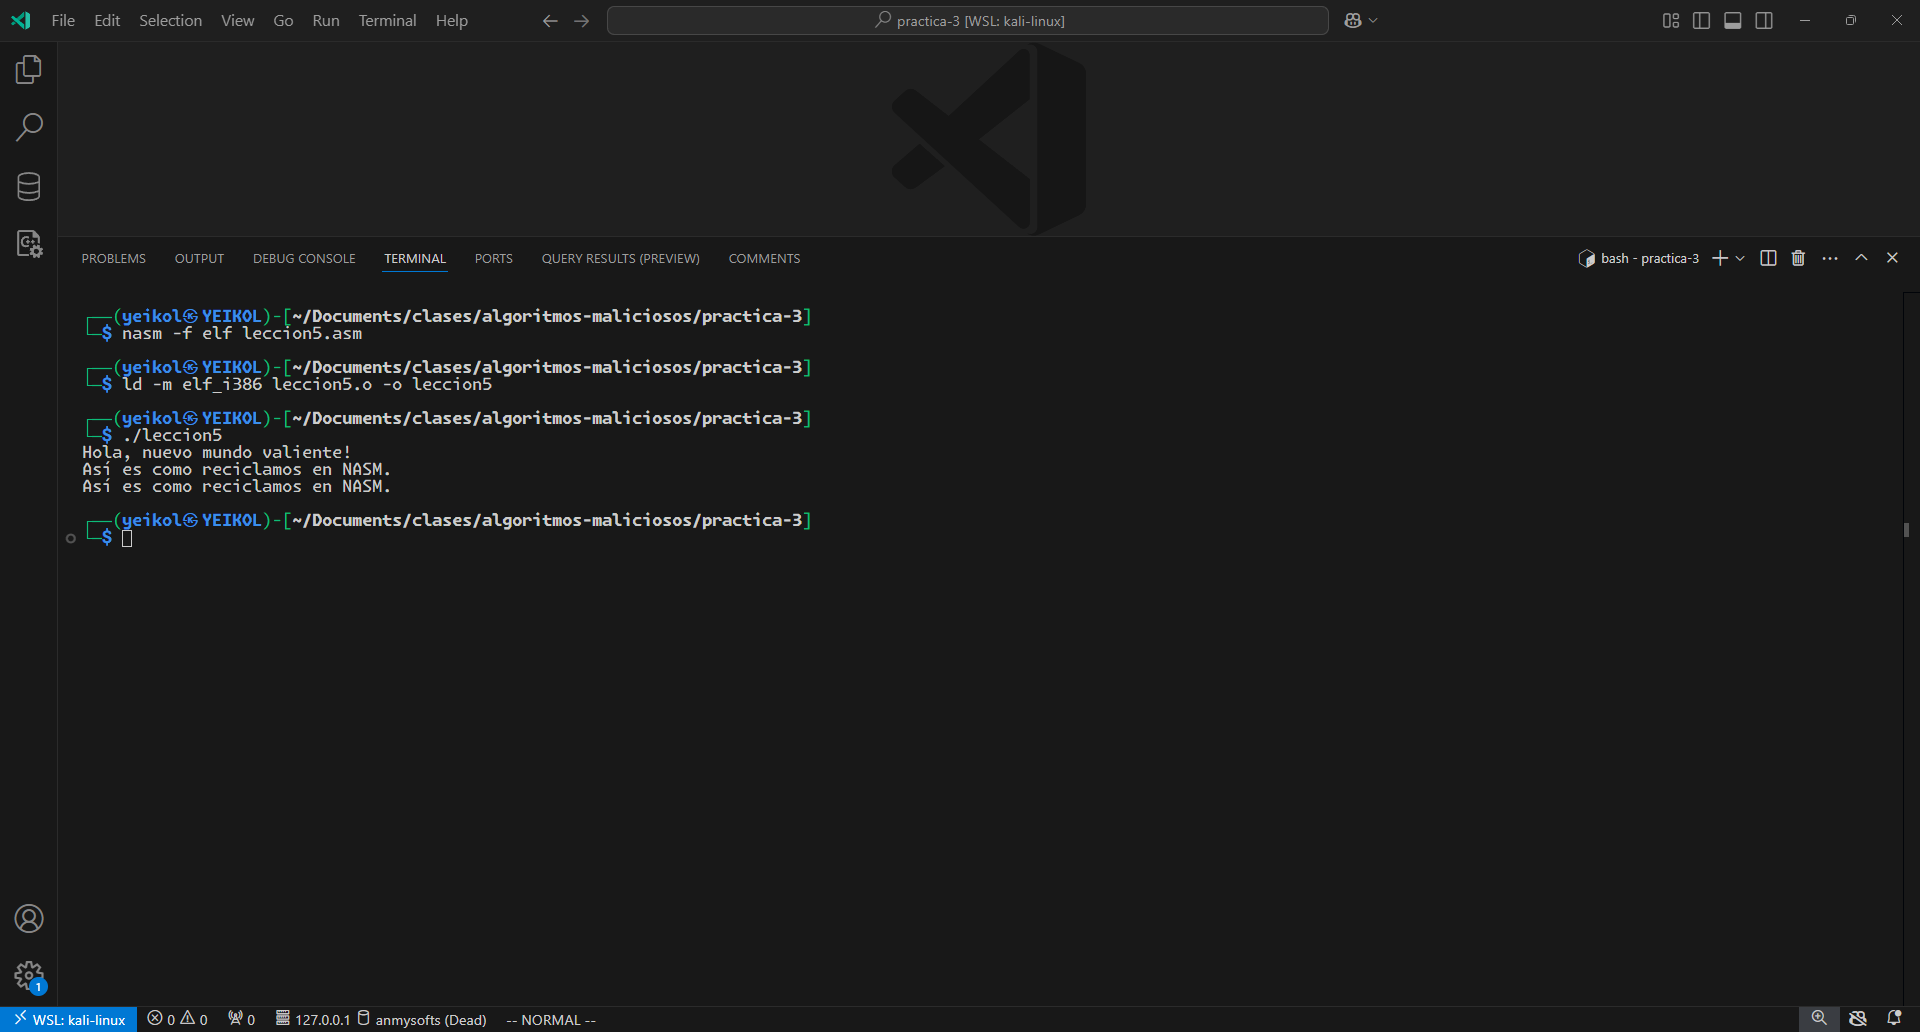 File Edit Selection View Go Run Terminal Help practica-3 [WSL: kali-linux]
PROBLEMS OUTPUT DEBUG CONSOLE TERMINAL PORTS QUERY RESULTS (PREVIEW) COMMENTS bash - practica-3
┌──(yeikol㉿YEIKOL)-[~/Documents/clases/algoritmos-maliciosos/practica-3]
└─$ nasm -f elf leccion5.asm
┌──(yeikol㉿YEIKOL)-[~/Documents/clases/algoritmos-maliciosos/practica-3]
└─$ ld -m elf_i386 leccion5.o -o leccion5
┌──(yeikol㉿YEIKOL)-[~/Documents/clases/algoritmos-maliciosos/practica-3]
└─$ ./leccion5
Hola, nuevo mundo valiente!
Así es como reciclamos en NASM.
Así es como reciclamos en NASM.
┌──(yeikol㉿YEIKOL)-[~/Documents/clases/algoritmos-maliciosos/practica-3]
└─$
1
WSL: kali-linux 0 0 0 127.0.0.1 anmysofts (Dead) -- NORMAL --